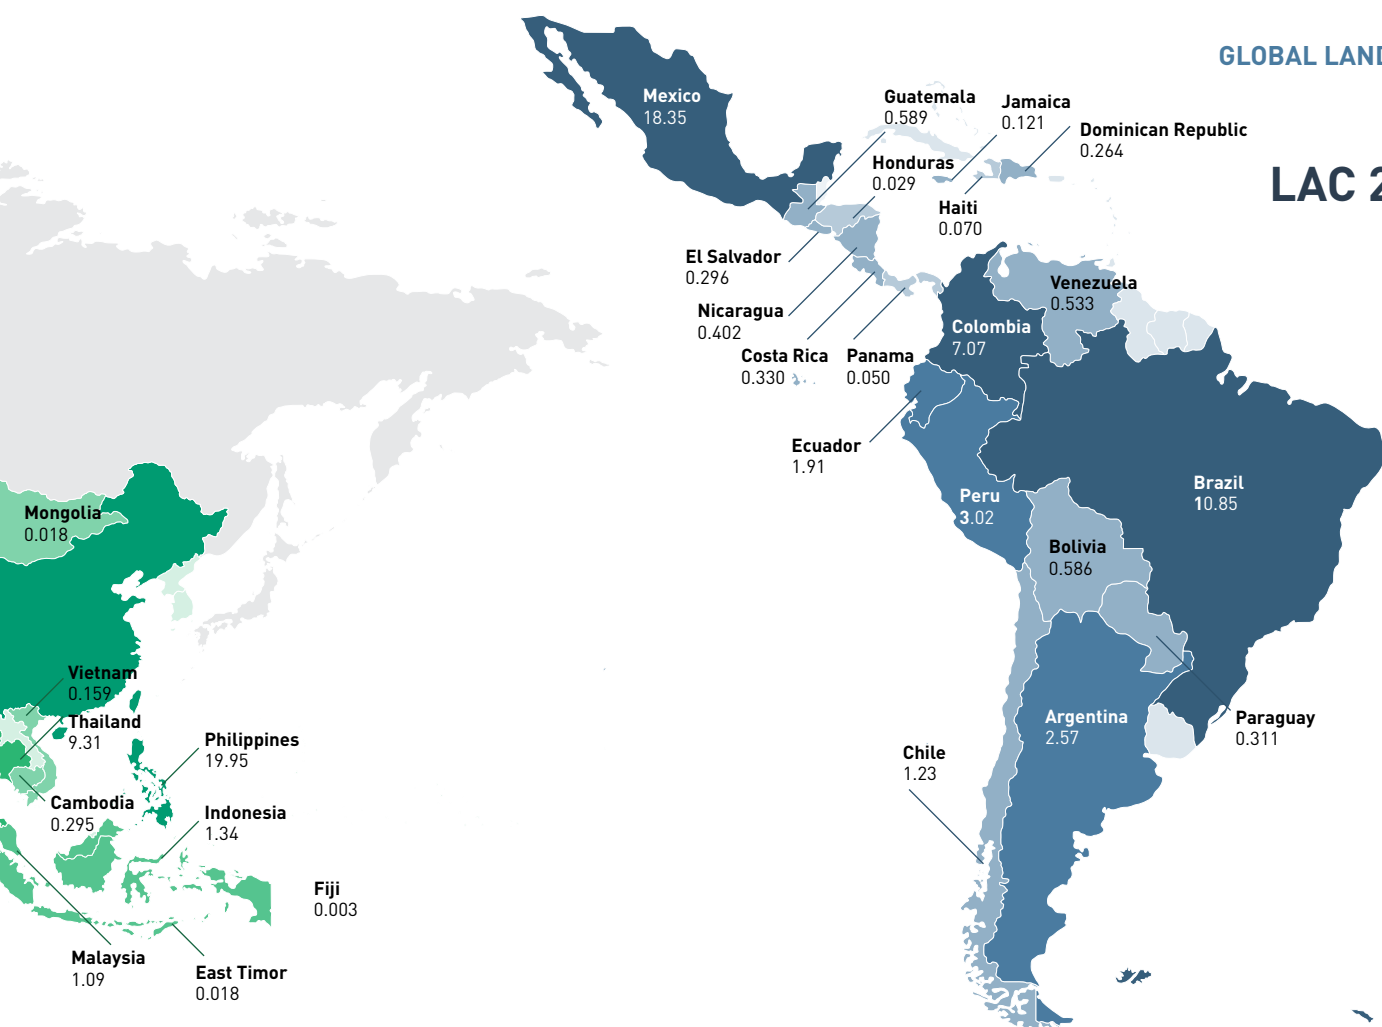 GLOBAL LAND
LAC 2
Mexico
18.35
Guatemala
0.589
Jamaica
0.121
Dominican Republic
0.264
Honduras
0.029
Haiti
0.070
El Salvador
0.296
Nicaragua
0.402
Costa Rica
0.330
Panama
0.050
Venezuela
0.533
Colombia
7.07
Ecuador
1.91
Peru
3.02
Brazil
10.85
Bolivia
0.586
Paraguay
0.311
Argentina
2.57
Chile
1.23
Mongolia
0.018
Vietnam
0.159
Thailand
9.31
Philippines
19.95
Cambodia
0.295
Indonesia
1.34
Fiji
0.003
Malaysia
1.09
East Timor
0.018